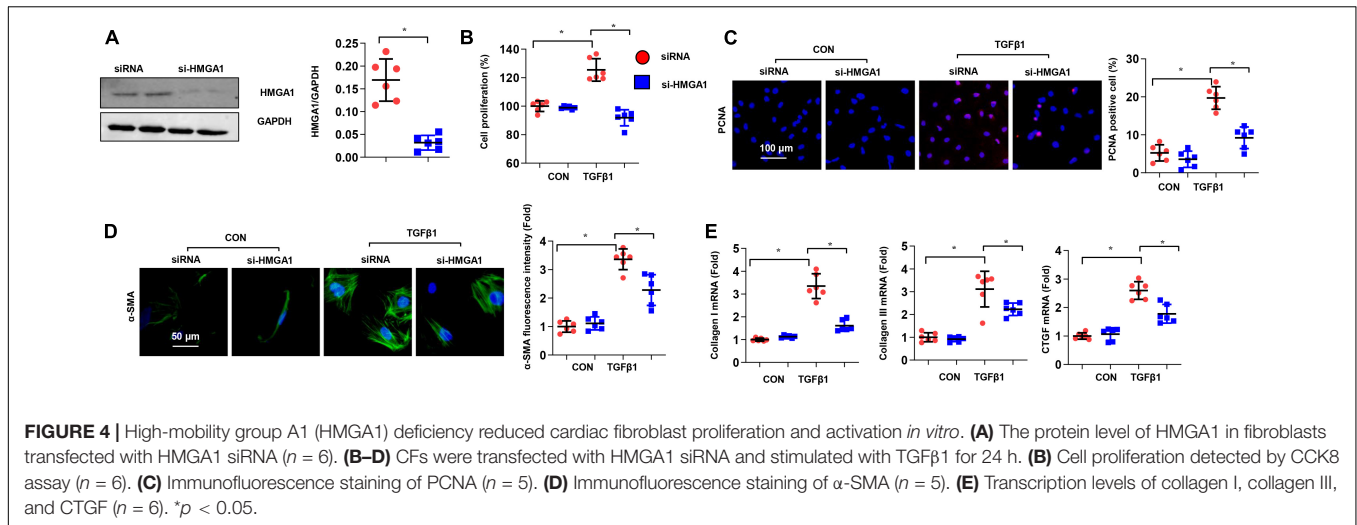 A
siRNA si-HMGA1
HMGA1
GAPDH
HMGA1/GAPDH
0.25
0.20
0.15
0.10
0.05
0.00
*
B
Cell proliferation (%)
140
120
100
80
60
* *
CON TGFβ1
siRNA
si-HMGA1
C
CON TGFβ1
siRNA si-HMGA1 siRNA si-HMGA1
PCNA
100 µm
PCNA positive cell (%)
30
20
10
0
* *
CON TGFβ1
D
CON TGFβ1
siRNA si-HMGA1 siRNA si-HMGA1
α-SMA
50 µm
α-SMA fluorescence intensity (Fold)
4
3
2
1
0
* *
CON TGFβ1
E
Collagen I mRNA (Fold)
5
4
3
2
1
0
* *
CON TGFβ1
Collagen III mRNA (Fold)
5
4
3
2
1
0
* *
CON TGFβ1
CTGF mRNA (Fold)
4
3
2
1
0
* *
CON TGFβ1
FIGURE 4 | High-mobility group A1 (HMGA1) deficiency reduced cardiac fibroblast proliferation and activation in vitro. (A) The protein level of HMGA1 in fibroblasts
transfected with HMGA1 siRNA (n = 6). (B–D) CFs were transfected with HMGA1 siRNA and stimulated with TGFβ1 for 24 h. (B) Cell proliferation detected by CCK8
assay (n = 6). (C) Immunofluorescence staining of PCNA (n = 5). (D) Immunofluorescence staining of α-SMA (n = 5). (E) Transcription levels of collagen I, collagen III,
and CTGF (n = 6). *p < 0.05.